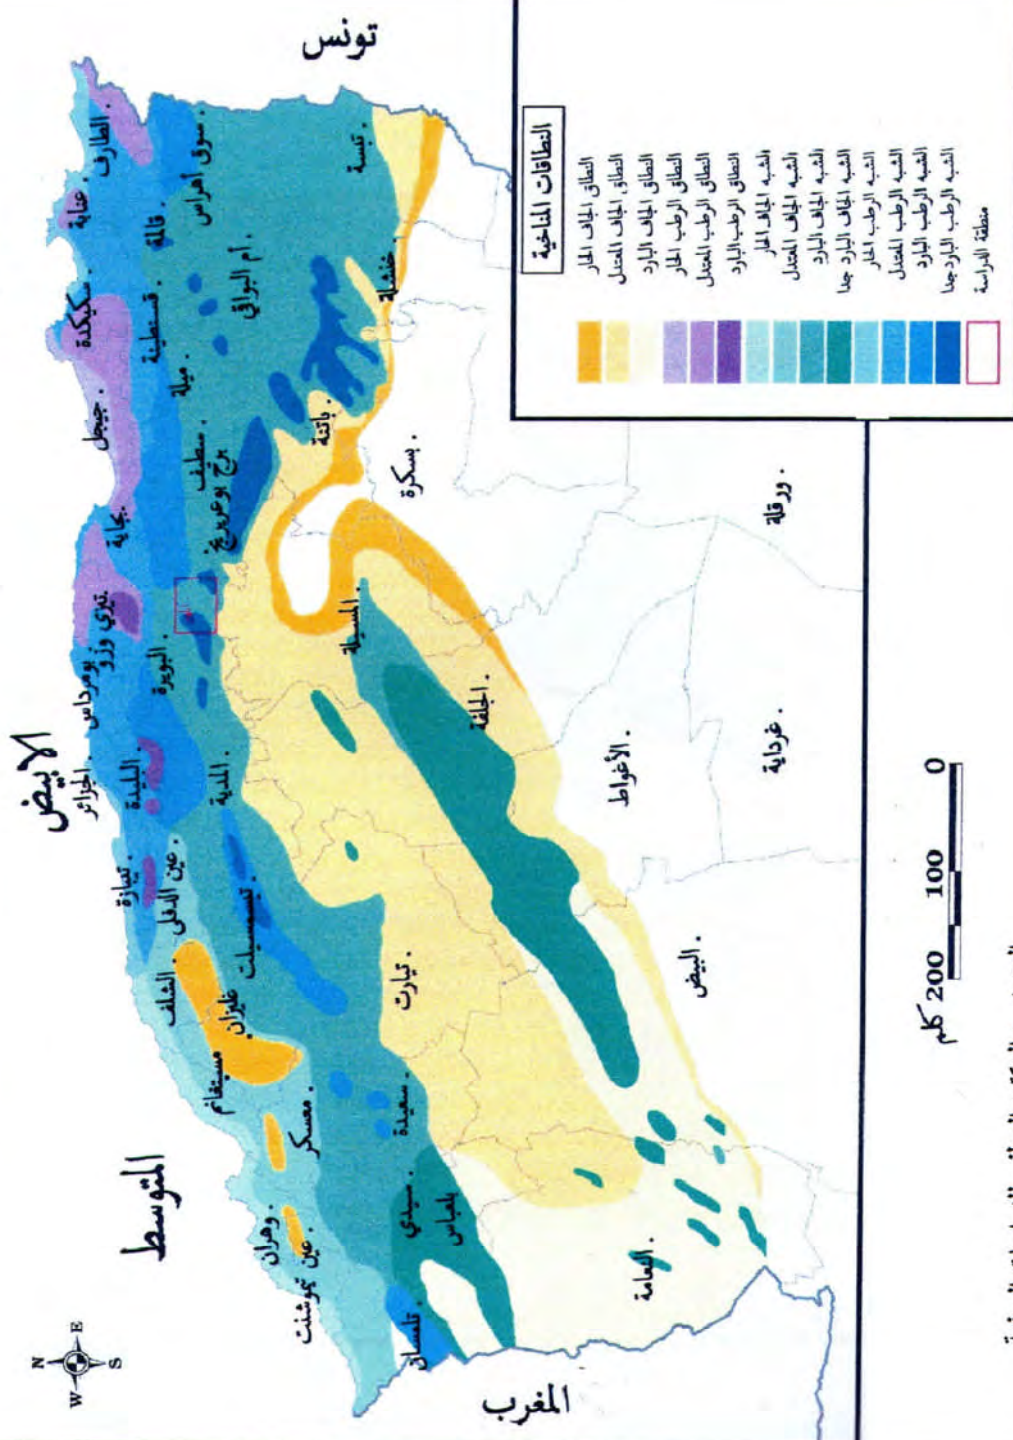 الابيض
المتوسط
تونس
المغرب
N
W
E
S
الطارف
عنابة
سكيكدة
جيجل
بجاية
تيزي وزو
بومرداس
الجزائر
البليدة
تيبازة
عين الدفلى
الشلف
غليزان
مستغانم
معسكر
وهران
عين تموشنت
تلمسان
سيدي
بلعباس
سعيدة
تيارت
تيسمسيلت
المدية
البويرة
برج بوعريريج
سطيف
ميلة
قسنطينة
قالمة
سوق أهراس
أم البواقي
تبسة
خنشلة
باتنة
بسكرة
المسيلة
الجلفة
الأغواط
غرداية
ورقلة
البيض
النعامة
النطاقات المناخية
النطاق الجاف الحار
النطاق الجاف المعتدل
النطاق الجاف البارد
النطاق الرطب الحار
النطاق الرطب المعتدل
النطاق الرطب البارد
الشبه الجاف الحار
الشبه الجاف المعتدل
الشبه الجاف البارد
الشبه الجاف البارد جدا
الشبه الرطب الحار
الشبه الرطب المعتدل
الشبه الرطب البارد
الشبه الرطب البارد جدا
منطقة الدراسة
0
100
200 كلم